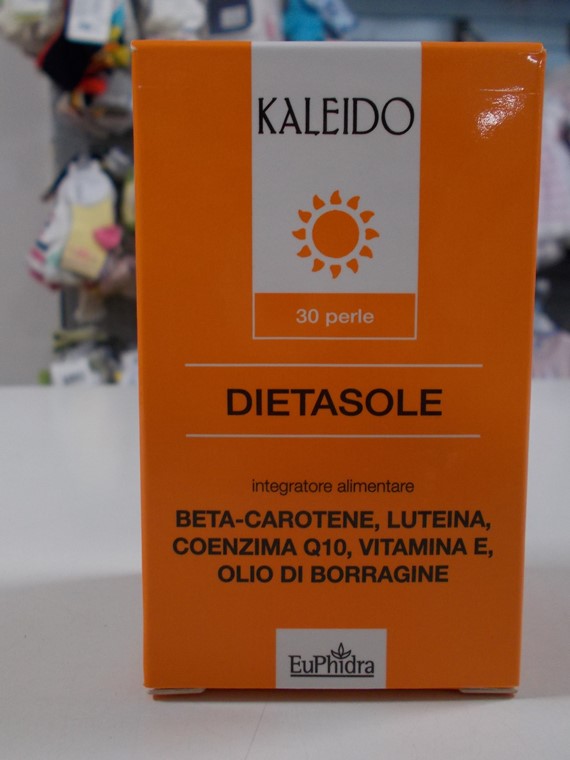 KALEIDO
30 perle
DIETASOLE
integratore alimentare
BETA-CAROTENE, LUTEINA,
COENZIMA Q10, VITAMINA E,
OLIO DI BORRAGINE
EuPhidra